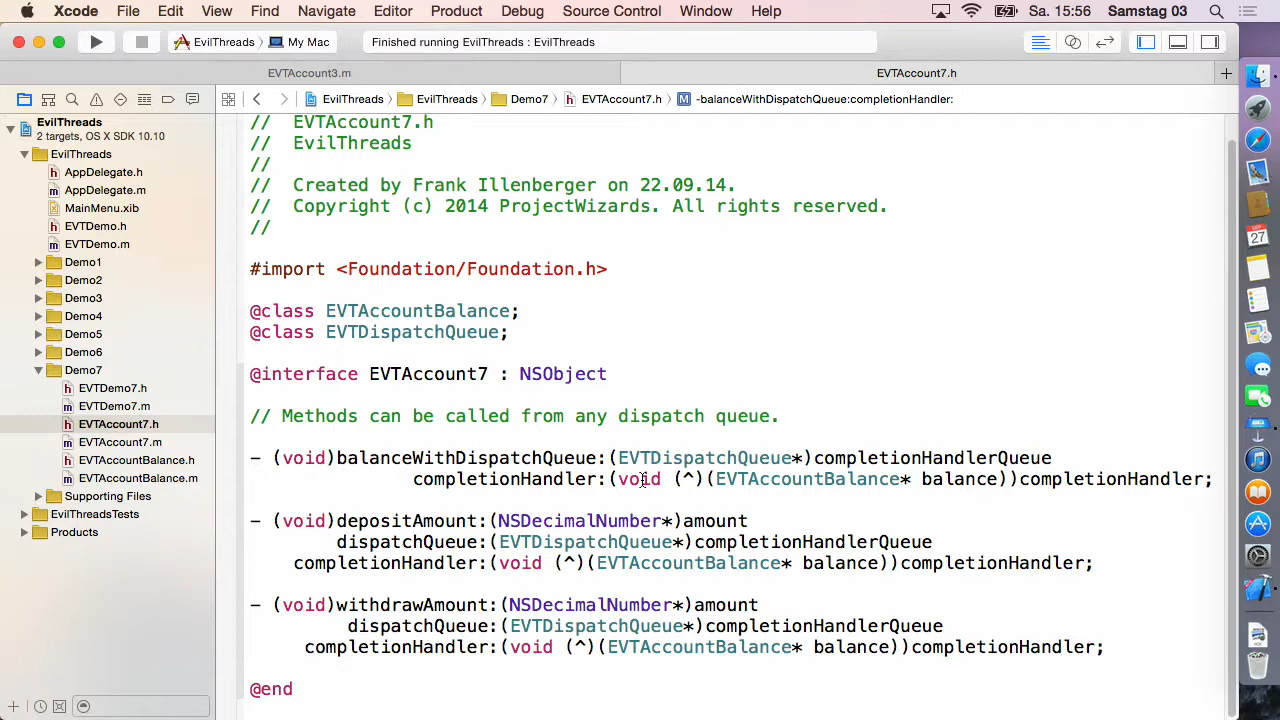 Xcode File Edit View Find Navigate Editor Product Debug Source Control Window Help Sa. 15:56 Samstag 03
EvilThreads My Mac Finished running EvilThreads : EvilThreads
EVTAccount3.m EVTAccount7.h
EvilThreads EvilThreads Demo7 EVTAccount7.h -balanceWithDispatchQueue:completionHandler:
EvilThreads
2 targets, OS X SDK 10.10
EvilThreads
AppDelegate.h
AppDelegate.m
MainMenu.xib
EVTDemo.h
EVTDemo.m
Demo1
Demo2
Demo3
Demo4
Demo5
Demo6
Demo7
EVTDemo7.h
EVTDemo7.m
EVTAccount7.h
EVTAccount7.m
EVTAccountBalance.h
EVTAccountBalance.m
Supporting Files
EvilThreadsTests
Products
// EVTAccount7.h
// EvilThreads
//
// Created by Frank Illenberger on 22.09.14.
// Copyright (c) 2014 ProjectWizards. All rights reserved.
//
#import <Foundation/Foundation.h>
@class EVTAccountBalance;
@class EVTDispatchQueue;
@interface EVTAccount7 : NSObject
// Methods can be called from any dispatch queue.
- (void)balanceWithDispatchQueue:(EVTDispatchQueue*)completionHandlerQueue
completionHandler:(void (^)(EVTAccountBalance* balance))completionHandler;
- (void)depositAmount:(NSDecimalNumber*)amount
dispatchQueue:(EVTDispatchQueue*)completionHandlerQueue
completionHandler:(void (^)(EVTAccountBalance* balance))completionHandler;
- (void)withdrawAmount:(NSDecimalNumber*)amount
dispatchQueue:(EVTDispatchQueue*)completionHandlerQueue
completionHandler:(void (^)(EVTAccountBalance* balance))completionHandler;
@end
27